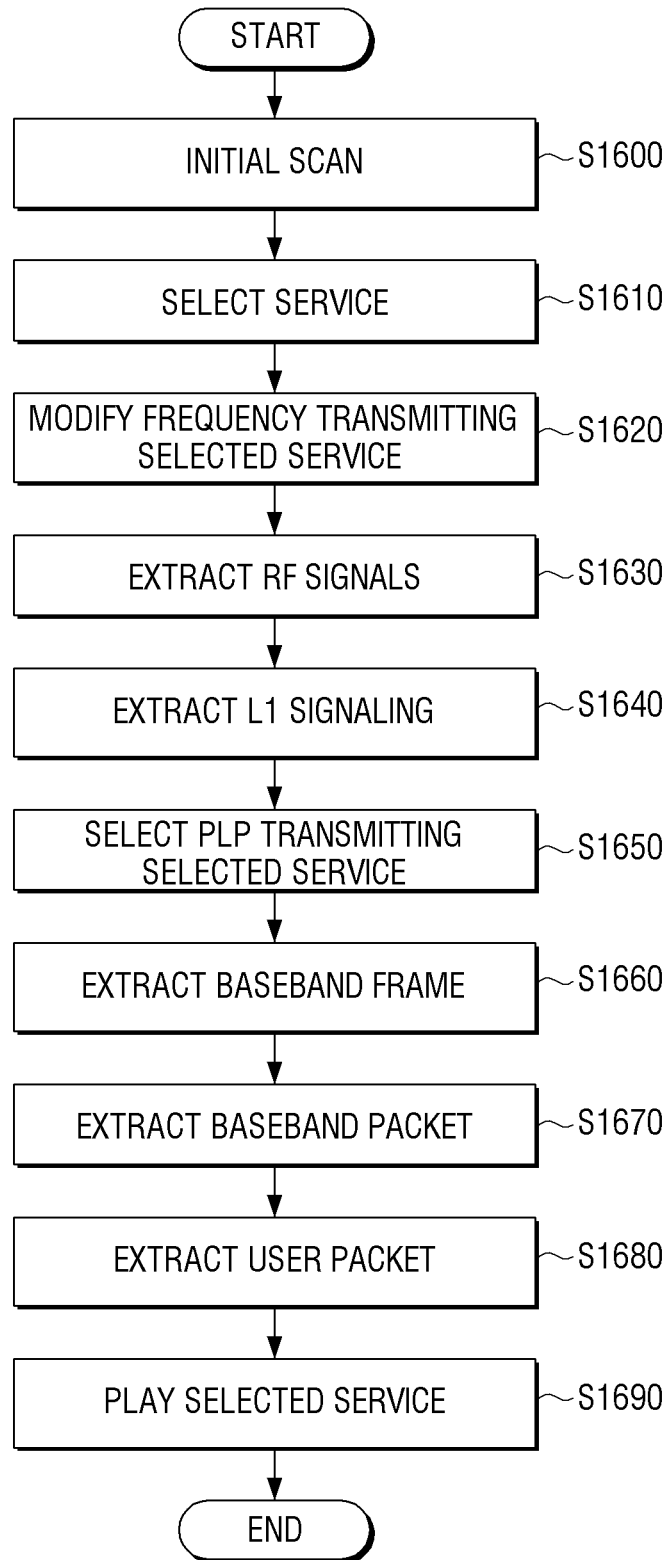 START
INITIAL SCAN
S1600
SELECT SERVICE
S1610
MODIFY FREQUENCY TRANSMITTING
SELECTED SERVICE
S1620
EXTRACT RF SIGNALS
S1630
EXTRACT L1 SIGNALING
S1640
SELECT PLP TRANSMITTING
SELECTED SERVICE
S1650
EXTRACT BASEBAND FRAME
S1660
EXTRACT BASEBAND PACKET
S1670
EXTRACT USER PACKET
S1680
PLAY SELECTED SERVICE
S1690
END